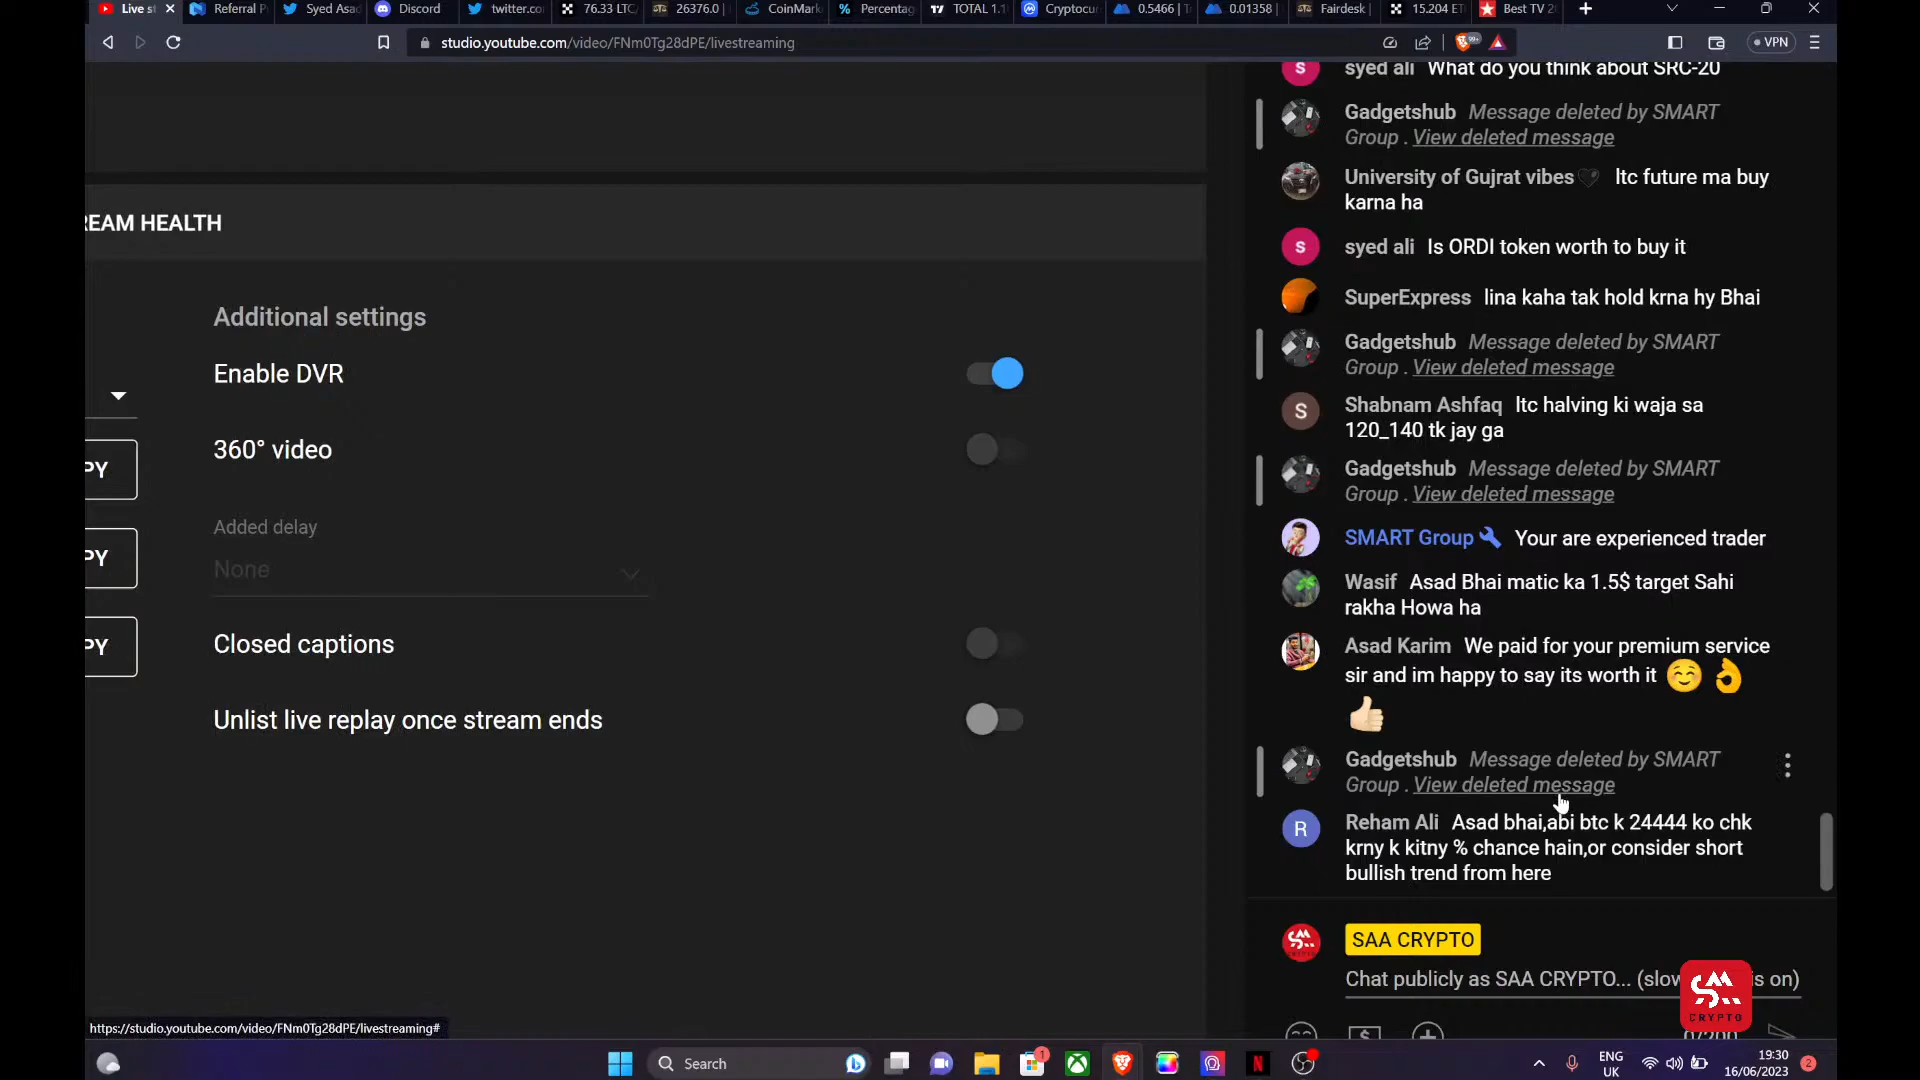 Live s
Referral P
Syed Asa
Discord
twitter.co
76.33 LTC/
26376.0
CoinMark
Percentag
TOTAL 1.1
Cryptocu
0.5466 | T
0.01358 |
Fairdesk |
15.204 ET
Best TV 2
studio.youtube.com/video/FNm0Tg28dPE/livestreaming
99+
VPN
syed ali What do you think about SRC-20
Gadgetshub Message deleted by SMART
Group . View deleted message
University of Gujrat vibes🖤 ltc future ma buy
karna ha
S syed ali Is ORDI token worth to buy it
SuperExpress lina kaha tak hold krna hy Bhai
Gadgetshub Message deleted by SMART
Group . View deleted message
S Shabnam Ashfaq ltc halving ki waja sa
120_140 tk jay ga
Gadgetshub Message deleted by SMART
Group . View deleted message
SMART Group Your are experienced trader
Wasif Asad Bhai matic ka 1.5$ target Sahi
rakha Howa ha
Asad Karim We paid for your premium service
sir and im happy to say its worth it ☺️ 👌
👍🏻
Gadgetshub Message deleted by SMART
Group . View deleted message
R Reham Ali Asad bhai,abi btc k 24444 ko chk
krny k kitny % chance hain,or consider short
bullish trend from here
SAA CRYPTO
Chat publicly as SAA CRYPTO... (slow is on)
0/200
CRYPTO
REAM HEALTH
Additional settings
Enable DVR
360° video
Added delay
None
Closed captions
Unlist live replay once stream ends
PY
PY
PY
https://studio.youtube.com/video/FNm0Tg28dPE/livestreaming#
Search
1
ENG
UK
19:30
16/06/2023
2